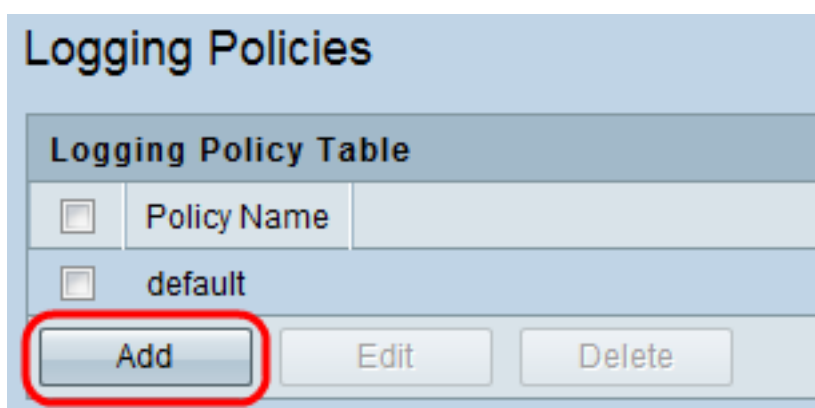 Logging Policies
Logging Policy Table
Policy Name
default
Add Edit Delete